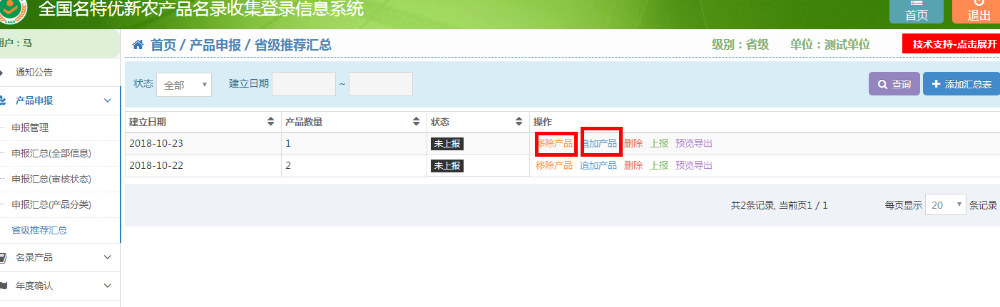 全国名特优新农产品名录收集登录信息系统
首页 退出
CAQS
用户：马
首页 / 产品申报 / 省级推荐汇总 级别：省级 单位：测试单位 技术支持-点击展开
通知公告
产品申报
申报管理
申报汇总(全部信息)
申报汇总(审核状态)
申报汇总(产品分类)
省级推荐汇总
名录产品
年度确认
状态 全部 建立日期 ~ 查询 添加汇总表
建立日期 产品数量 状态 操作
2018-10-23 1 未上报 移除产品 追加产品 删除 上报 预览导出
2018-10-22 2 未上报 移除产品 追加产品 删除 上报 预览导出
共2条记录, 当前页1 / 1 每页显示 20 条记录